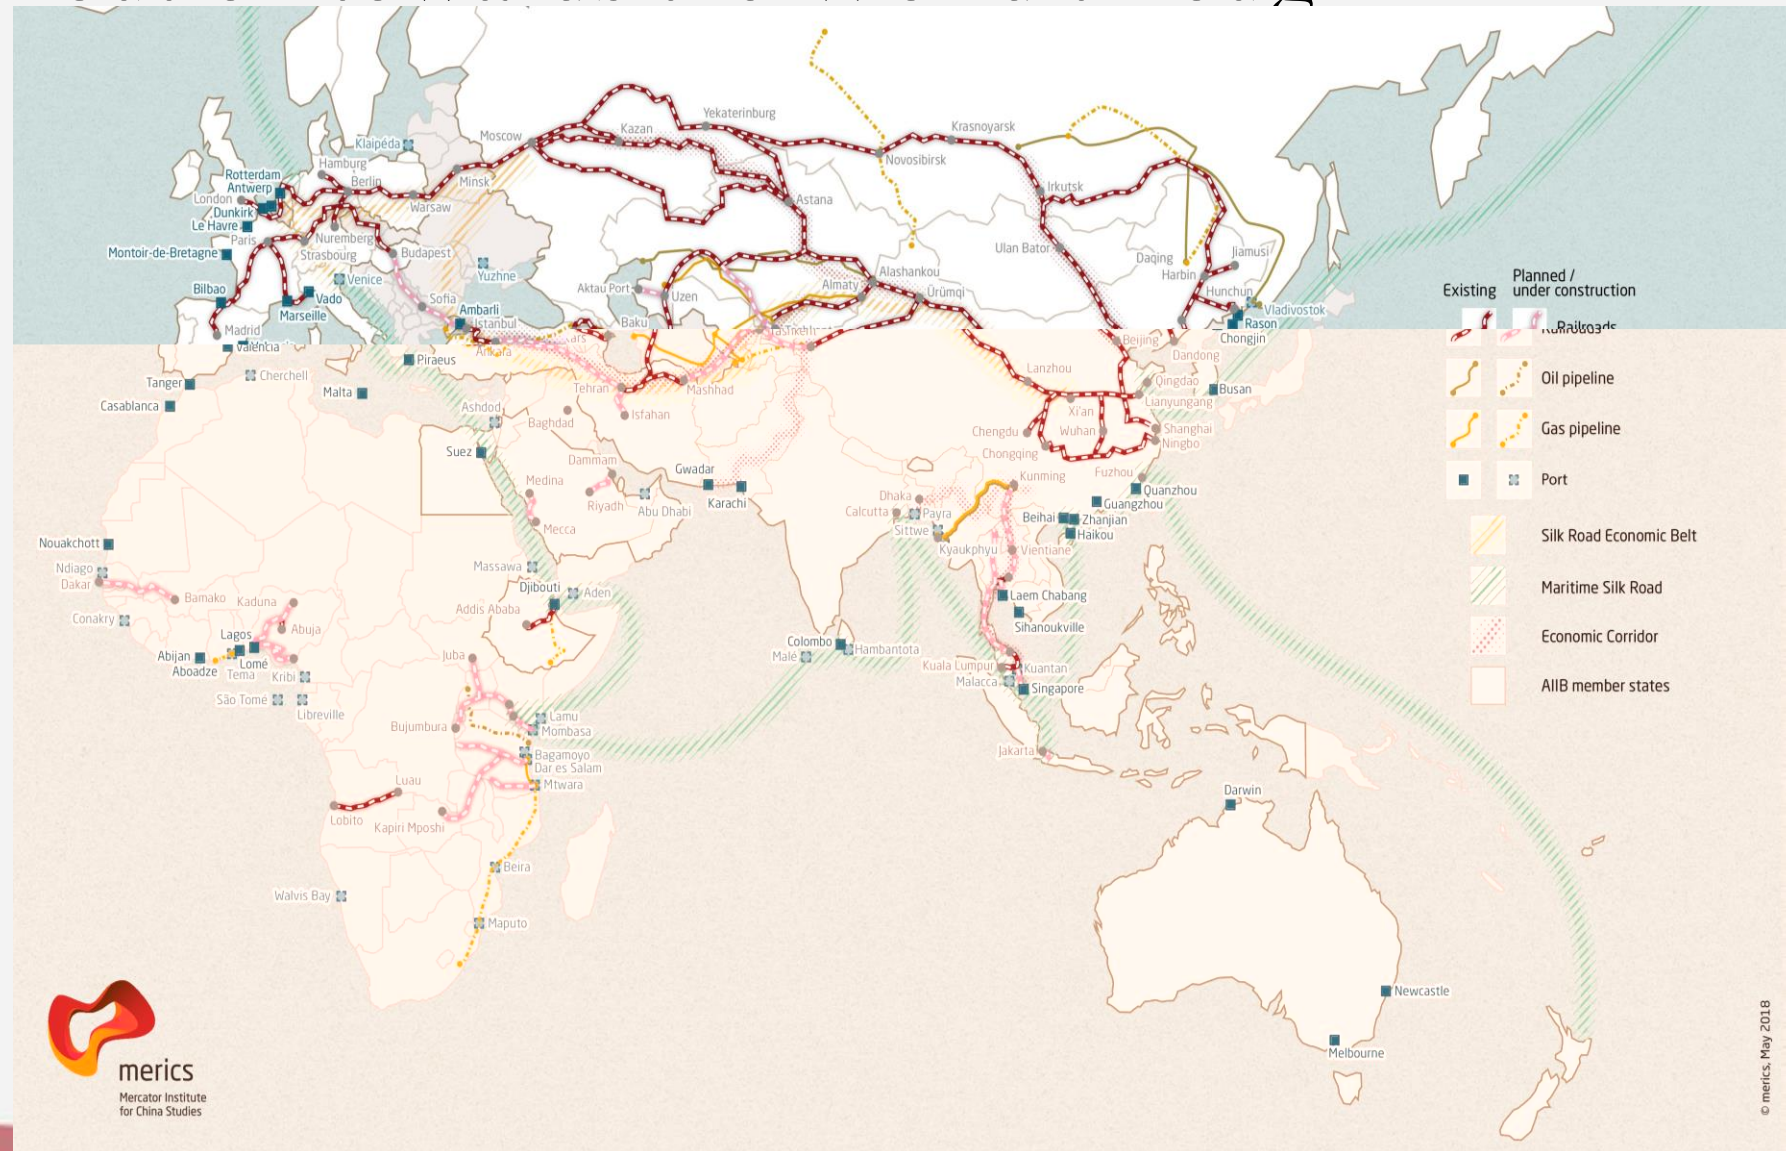 Yekaterinburg
Kazan
Krasnoyarsk
Moscow
Klaipéda
Novosibirsk
Hamburg
Rotterdam
Antwerp
Berlin
Minsk
Irkutsk
London
Warsaw
Astana
Dunkirk
Le Havre
Paris
Nuremberg
Strasbourg
Budapest
Ulan Bator
Daqing
Jiamusi
Montoir-de-Bretagne
Harbin
Yuzhne
Alashankou
Venice
Almaty
Ürümqi
Aktau Port
Uzen
Hunchun
Bilbao
Vado
Sofia
Marseille
Ambarli
Vladivostok
Istanbul
Baku
Rason
Madrid
Chongjin
Existing
Planned /
under construction
Railroads
Valencia
Ankara
Beijing
Dandong
Piraeus
Tanger
Cherchell
Malta
Tehran
Mashhad
Lanzhou
Qingdao
Busan
Oil pipeline
Casablanca
Ashdod
Isfahan
Baghdad
Xi'an
Lianyungang
Chengdu
Wuhan
Shanghai
Ningbo
Gas pipeline
Suez
Chongqing
Dammam
Gwadar
Kunming
Fuzhou
Port
Medina
Riyadh
Abu Dhabi
Karachi
Dhaka
Quanzhou
Calcutta
Payra
Guangzhou
Mecca
Sittwe
Beihai
Zhanjian
Haikou
Silk Road Economic Belt
Nouakchott
Kyaukphyu
Vientiane
Ndiago
Massawa
Dakar
Djibouti
Aden
Maritime Silk Road
Bamako
Kaduna
Addis Ababa
Laem Chabang
Conakry
Abuja
Sihanoukville
Lagos
Economic Corridor
Abijan
Colombo
Hambantota
Aboadze
Lomé
Tema
Juba
Malé
Kuala Lumpur
Kuantan
Kribi
Malacca
Singapore
AIIB member states
São Tomé
Libreville
Lamu
Bujumbura
Mombasa
Bagamoyo
Dar es Salam
Jakarta
Luau
Mtwara
Darwin
Lobito
Kapiri Mposhi
Beira
Walvis Bay
Maputo
Newcastle
Melbourne
merics
Mercator Institute
for China Studies
© merics, May 2018